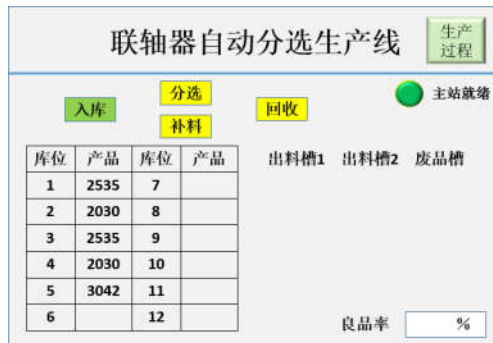 联轴器自动分选生产线
生产
过程
分选
主站就绪
入库
回收
补料
库位 产品 库位 产品 出料槽1 出料槽2 废品槽
1 2535 7
2 2030 8
3 2535 9
4 2030 10
5 3042 11
6 12
良品率 %